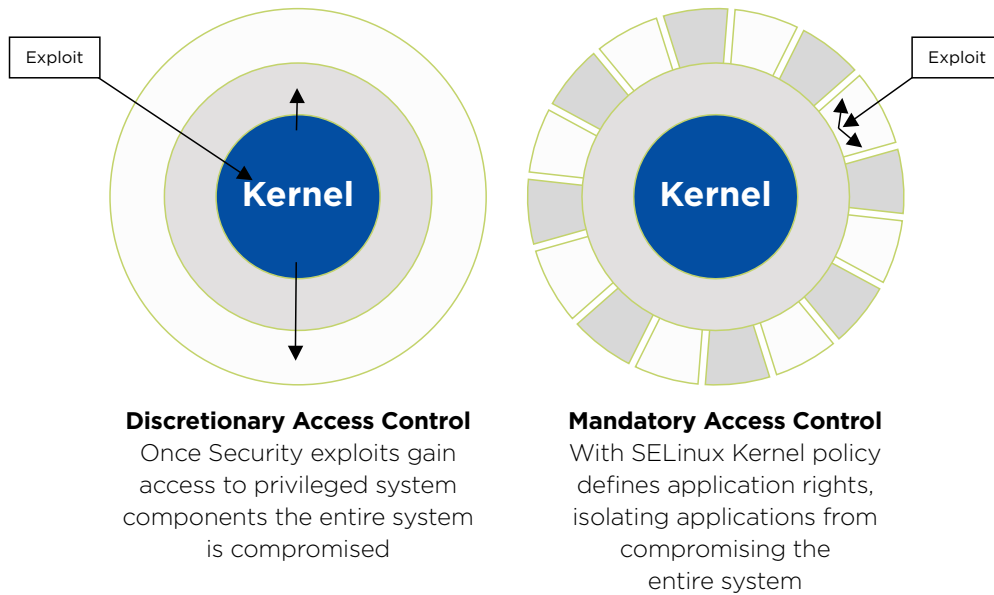 Exploit
Kernel
Discretionary Access Control
Once Security exploits gain
access to privileged system
components the entire system
is compromised
Exploit
Kernel
Mandatory Access Control
With SELinux Kernel policy
defines application rights,
isolating applications from
compromising the
entire system